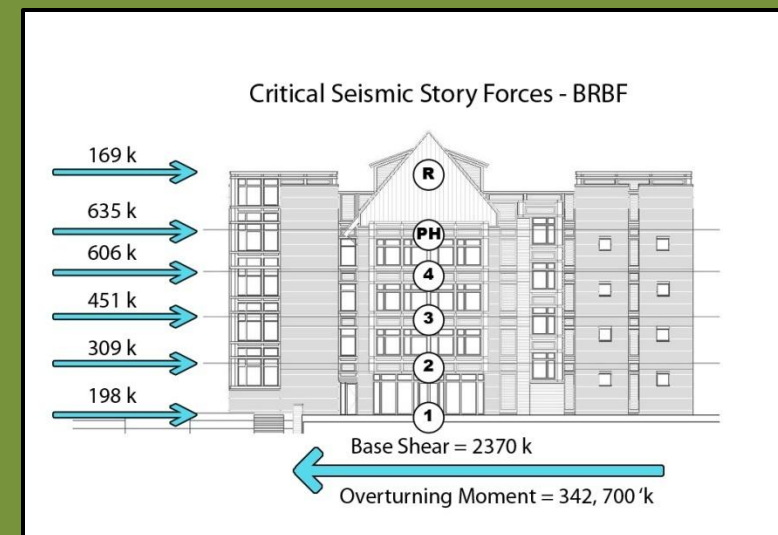 Critical Seismic Story Forces - BRBF
169 k
R
635 k
PH
606 k
4
451 k
3
309 k
2
198 k
1
Base Shear = 2370 k
Overturning Moment = 342, 700 ‘k